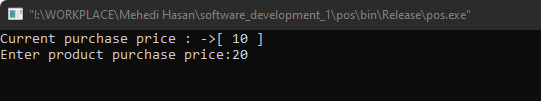 "I:\WORKPLACE\Mehedi Hasan\software_development_1\pos\bin\Release\pos.exe"
Current purchase price : ->[ 10 ]
Enter product purchase price:20